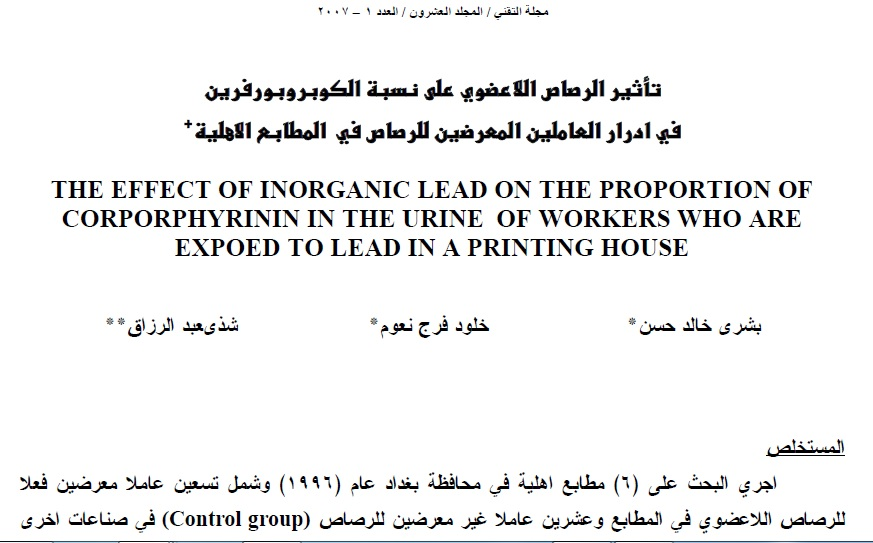 مجلة التقني / المجلد العشرون / العدد ١ – ٢٠٠٧
تأثير الرصاص اللاعضوي على نسبة الكوبروبورفرين
في ادرار العاملين المعرضين للرصاص في المطابع الاهلية+
THE EFFECT OF INORGANIC LEAD ON THE PROPORTION OF
CORPORPHYRININ IN THE URINE OF WORKERS WHO ARE
EXPOED TO LEAD IN A PRINTING HOUSE
بشرى خالد حسن* خلود فرج نعوم* شذىعبد الرزاق**
المستخلص
اجري البحث على (٦) مطابع اهلية في محافظة بغداد عام (١٩٩٦) وشمل تسعين عاملا معرضين فعلا
للرصاص اللاعضوي في المطابع وعشرين عاملا غير معرضين للرصاص (Control group) في صناعات اخرى